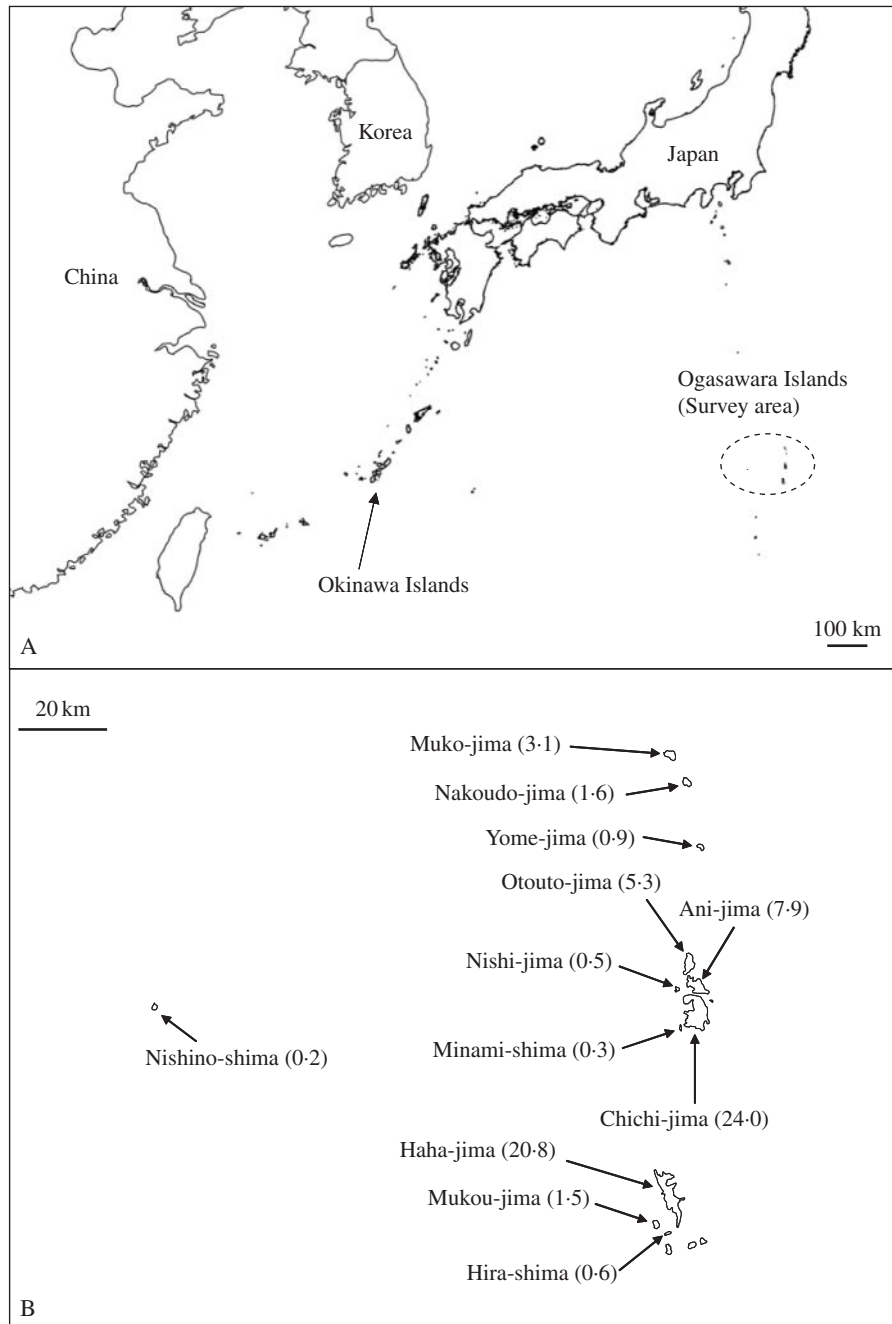 Korea
Japan
China
Ogasawara Islands
(Survey area)
Okinawa Islands
A
100 km
20 km
Muko-jima (3·1)
Nakoudo-jima (1·6)
Yome-jima (0·9)
Otouto-jima (5·3)
Ani-jima (7·9)
Nishi-jima (0·5)
Nishino-shima (0·2)
Minami-shima (0·3)
Chichi-jima (24·0)
Haha-jima (20·8)
Mukou-jima (1·5)
Hira-shima (0·6)
B